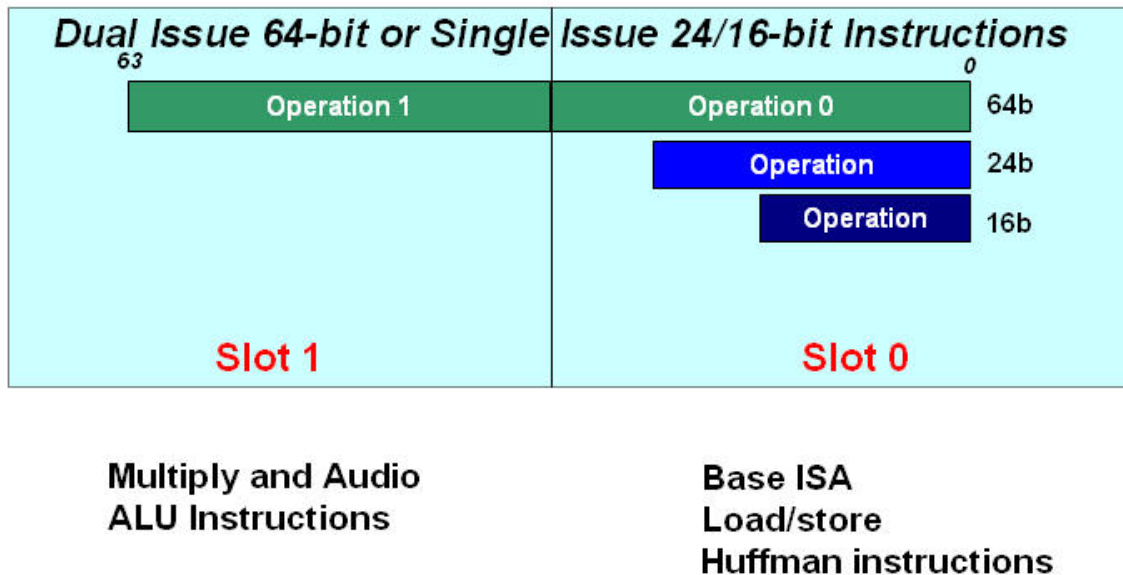 Dual Issue 64-bit or Single Issue 24/16-bit Instructions
63 0
Operation 1 Operation 0 64b
Operation 24b
Operation 16b
Slot 1 Slot 0
Multiply and Audio
ALU Instructions
Base ISA
Load/store
Huffman instructions